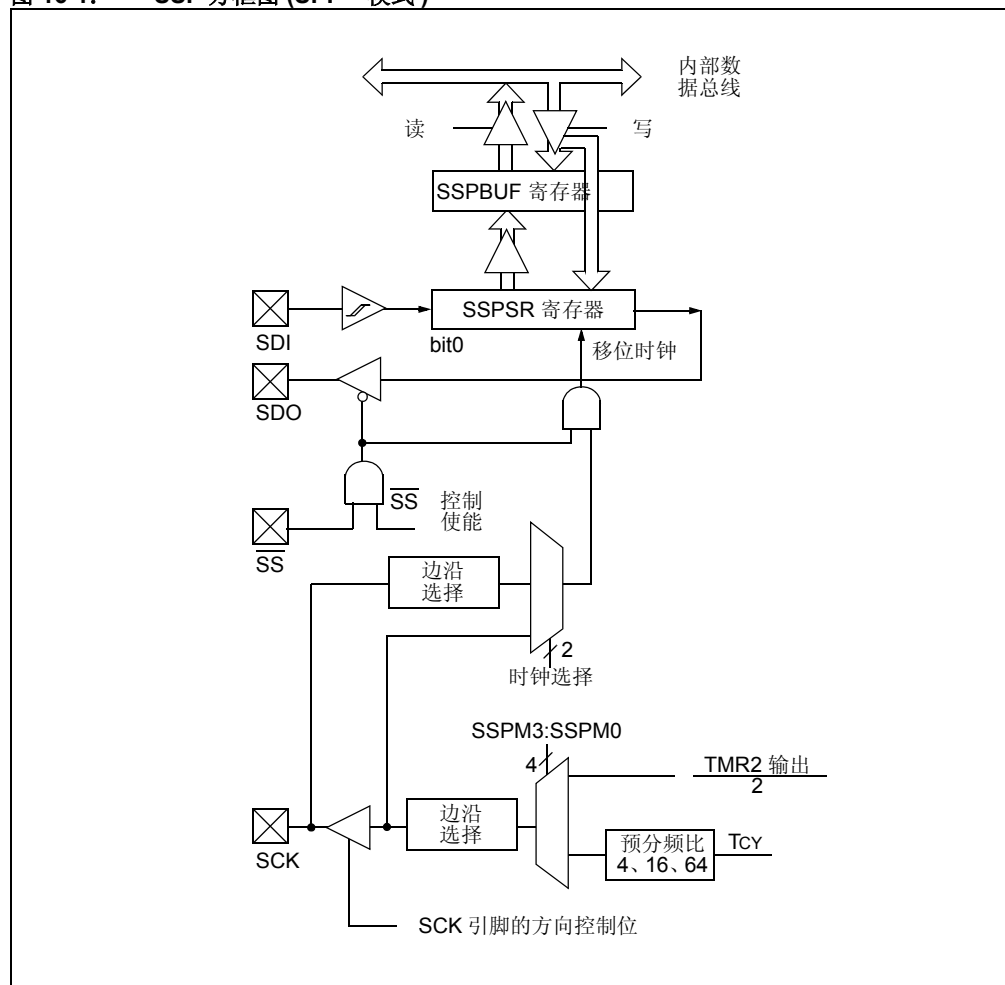 内部数
据总线
读
写
SSPBUF 寄存器
SSPSR 寄存器
SDI
bit0
移位时钟
SDO
SS 控制
使能
SS
边沿
选择
2
时钟选择
SSPM3:SSPM0
4
TMR2 输出
2
边沿
选择
预分频比
4、16、64
TCY
SCK
SCK 引脚的方向控制位